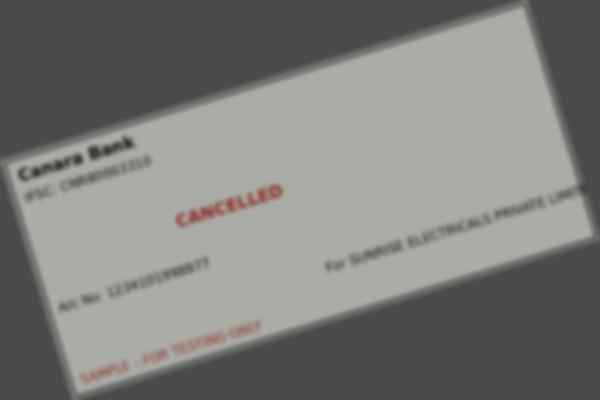 Canara Bank
IFSC:
CANCELLED
A/c No:
For SUNRISE ELECTRICALS PRIVATE
SAMPLE - FOR TESTING ONLY